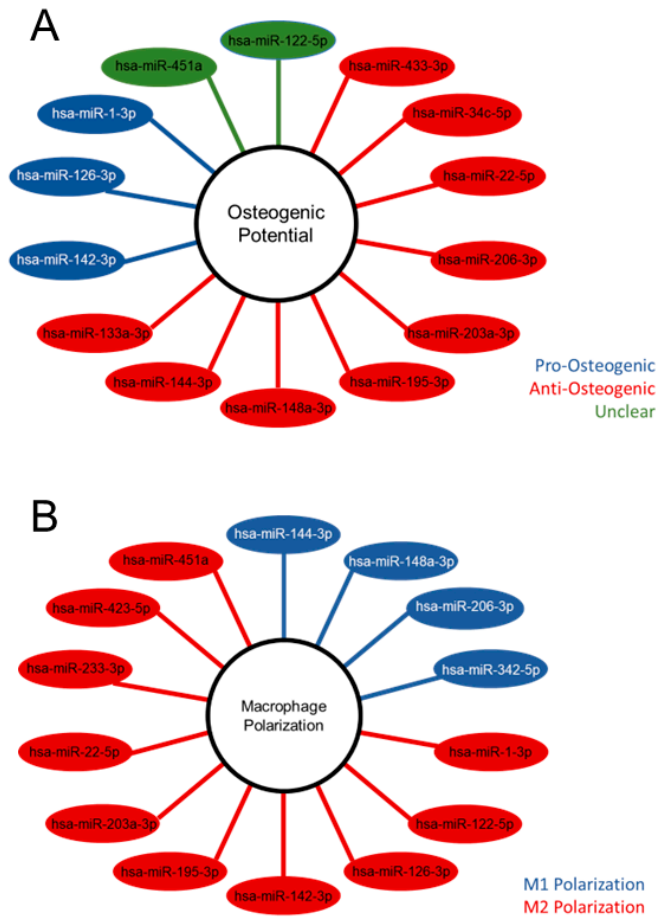 A
hsa-miR-122-5p
hsa-miR-451a
hsa-miR-433-3p
hsa-miR-1-3p
hsa-miR-34c-5p
hsa-miR-126-3p
hsa-miR-22-5p
Osteogenic
Potential
hsa-miR-142-3p
hsa-miR-206-3p
hsa-miR-133a-3p
hsa-miR-203a-3p
hsa-miR-144-3p
hsa-miR-195-3p
hsa-miR-148a-3p
Pro-Osteogenic
Anti-Osteogenic
Unclear
B
hsa-miR-144-3p
hsa-miR-451a
hsa-miR-148a-3p
hsa-miR-423-5p
hsa-miR-206-3p
hsa-miR-233-3p
hsa-miR-342-5p
Macrophage
Polarization
hsa-miR-22-5p
hsa-miR-1-3p
hsa-miR-203a-3p
hsa-miR-122-5p
hsa-miR-195-3p
hsa-miR-126-3p
hsa-miR-142-3p
M1 Polarization
M2 Polarization